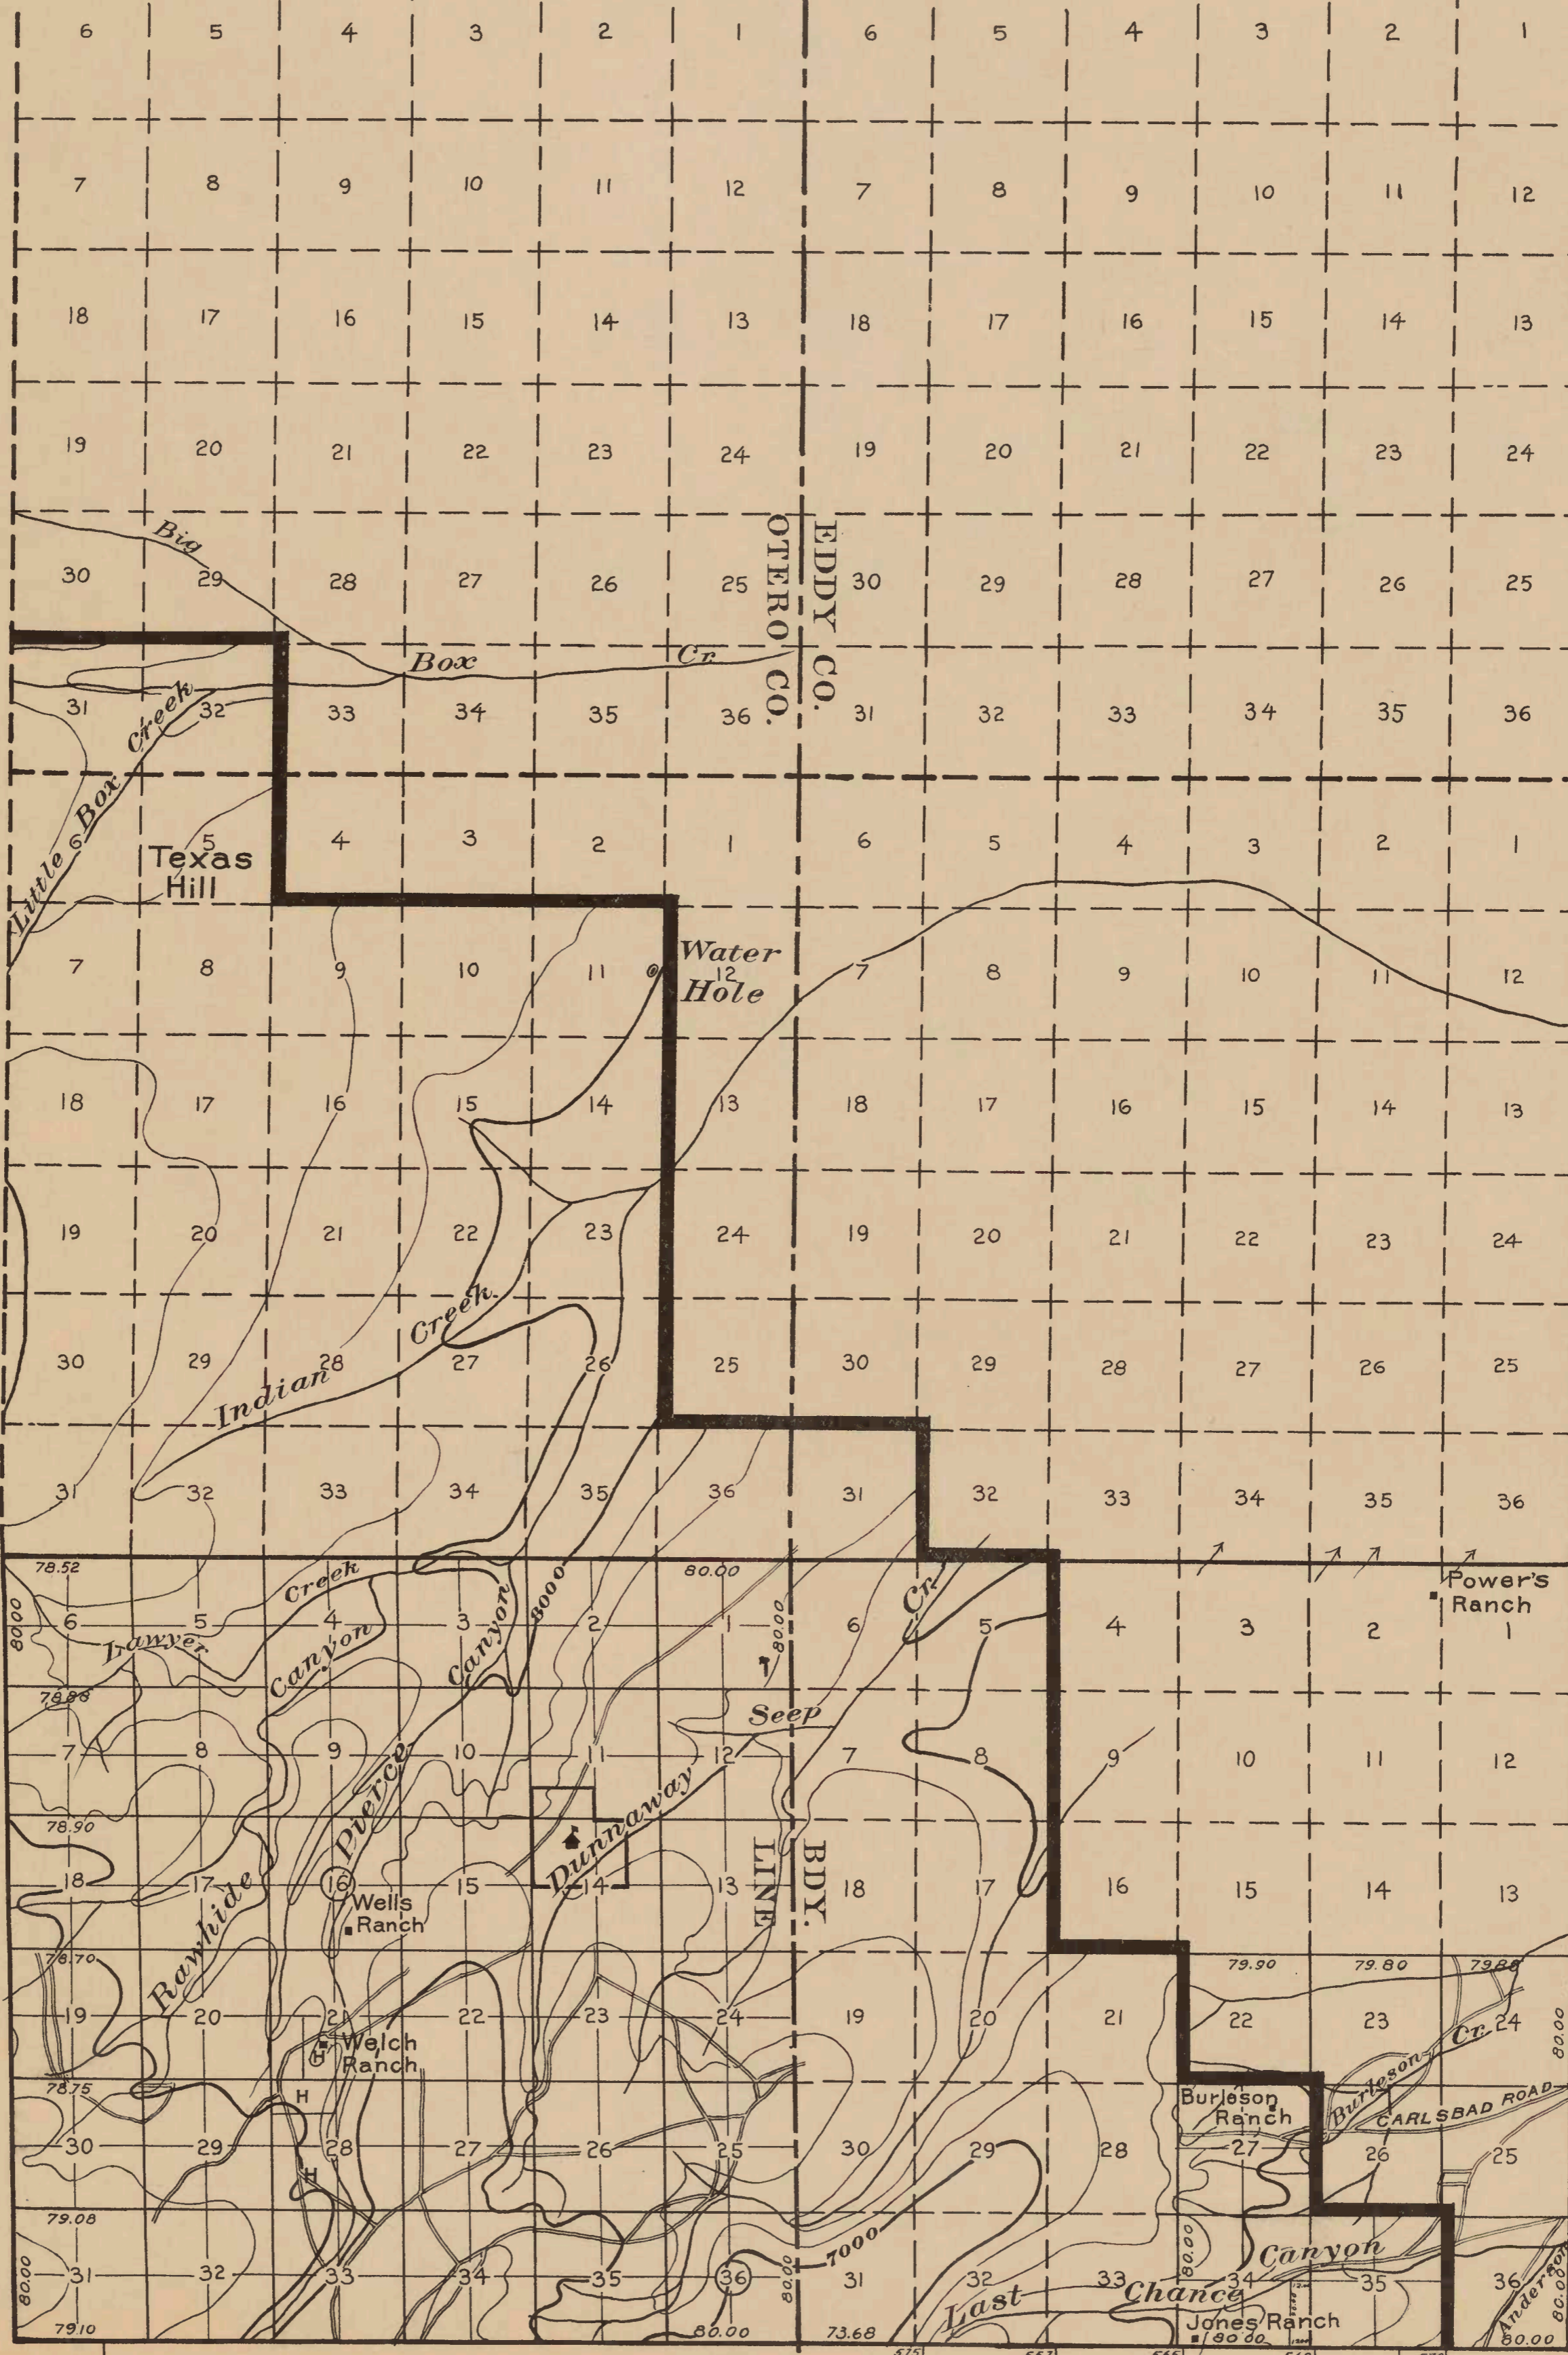 6 5 4 3 2 1 6 5 4 3 2 1
7 8 9 10 11 12 7 8 9 10 11 12
18 17 16 15 14 13 18 17 16 15 14 13
19 20 21 22 23 24 19 20 21 22 23 24
Big
OTERO CO.
EDDY CO.
30 29 28 27 26 25 30 29 28 27 26 25
Box Cr.
31 32 33 34 35 36 31 32 33 34 35 36
Little Box Creek
6 5 4 3 2 1 6 5 4 3 2 1
Texas
Hill
Water
Hole
7 8 9 10 11 12 7 8 9 10 11 12
18 17 16 15 14 13 18 17 16 15 14 13
19 20 21 22 23 24 19 20 21 22 23 24
Indian Creek
30 29 28 27 26 25 30 29 28 27 26 25
31 32 33 34 35 36 31 32 33 34 35 36
78.52 80.00
Creek
Power's
Ranch
80.00 80.00
8000
Cr.
6 5 4 3 2 1 6 5 4 3 2 1
Lawyer
Canyon
Canyon
78.86
Seep
7 8 9 10 11 12 7 8 9 10 11 12
Pierce
Dunnaway
78.90
BDY.
LINE
18 17 16 15 14 13 18 17 16 15 14 13
Wells
Ranch
Rawhide
78.70 79.90 79.80 79.88
19 20 21 22 23 24 19 20 21 22 23 24
80.00
Burleson Cr.
Welch
Ranch
H
78.75
H
Burleson
Ranch
CARLSBAD ROAD
30 29 28 27 26 25 30 29 28 27 26 25
H
79.08
7000
80.00 80.00 80.00 80.00
Canyon
31 32 33 34 35 36 31 32 33 34 35 36
Last Chance
Jones Ranch
79.10 80.00 73.68 80.00 80.00